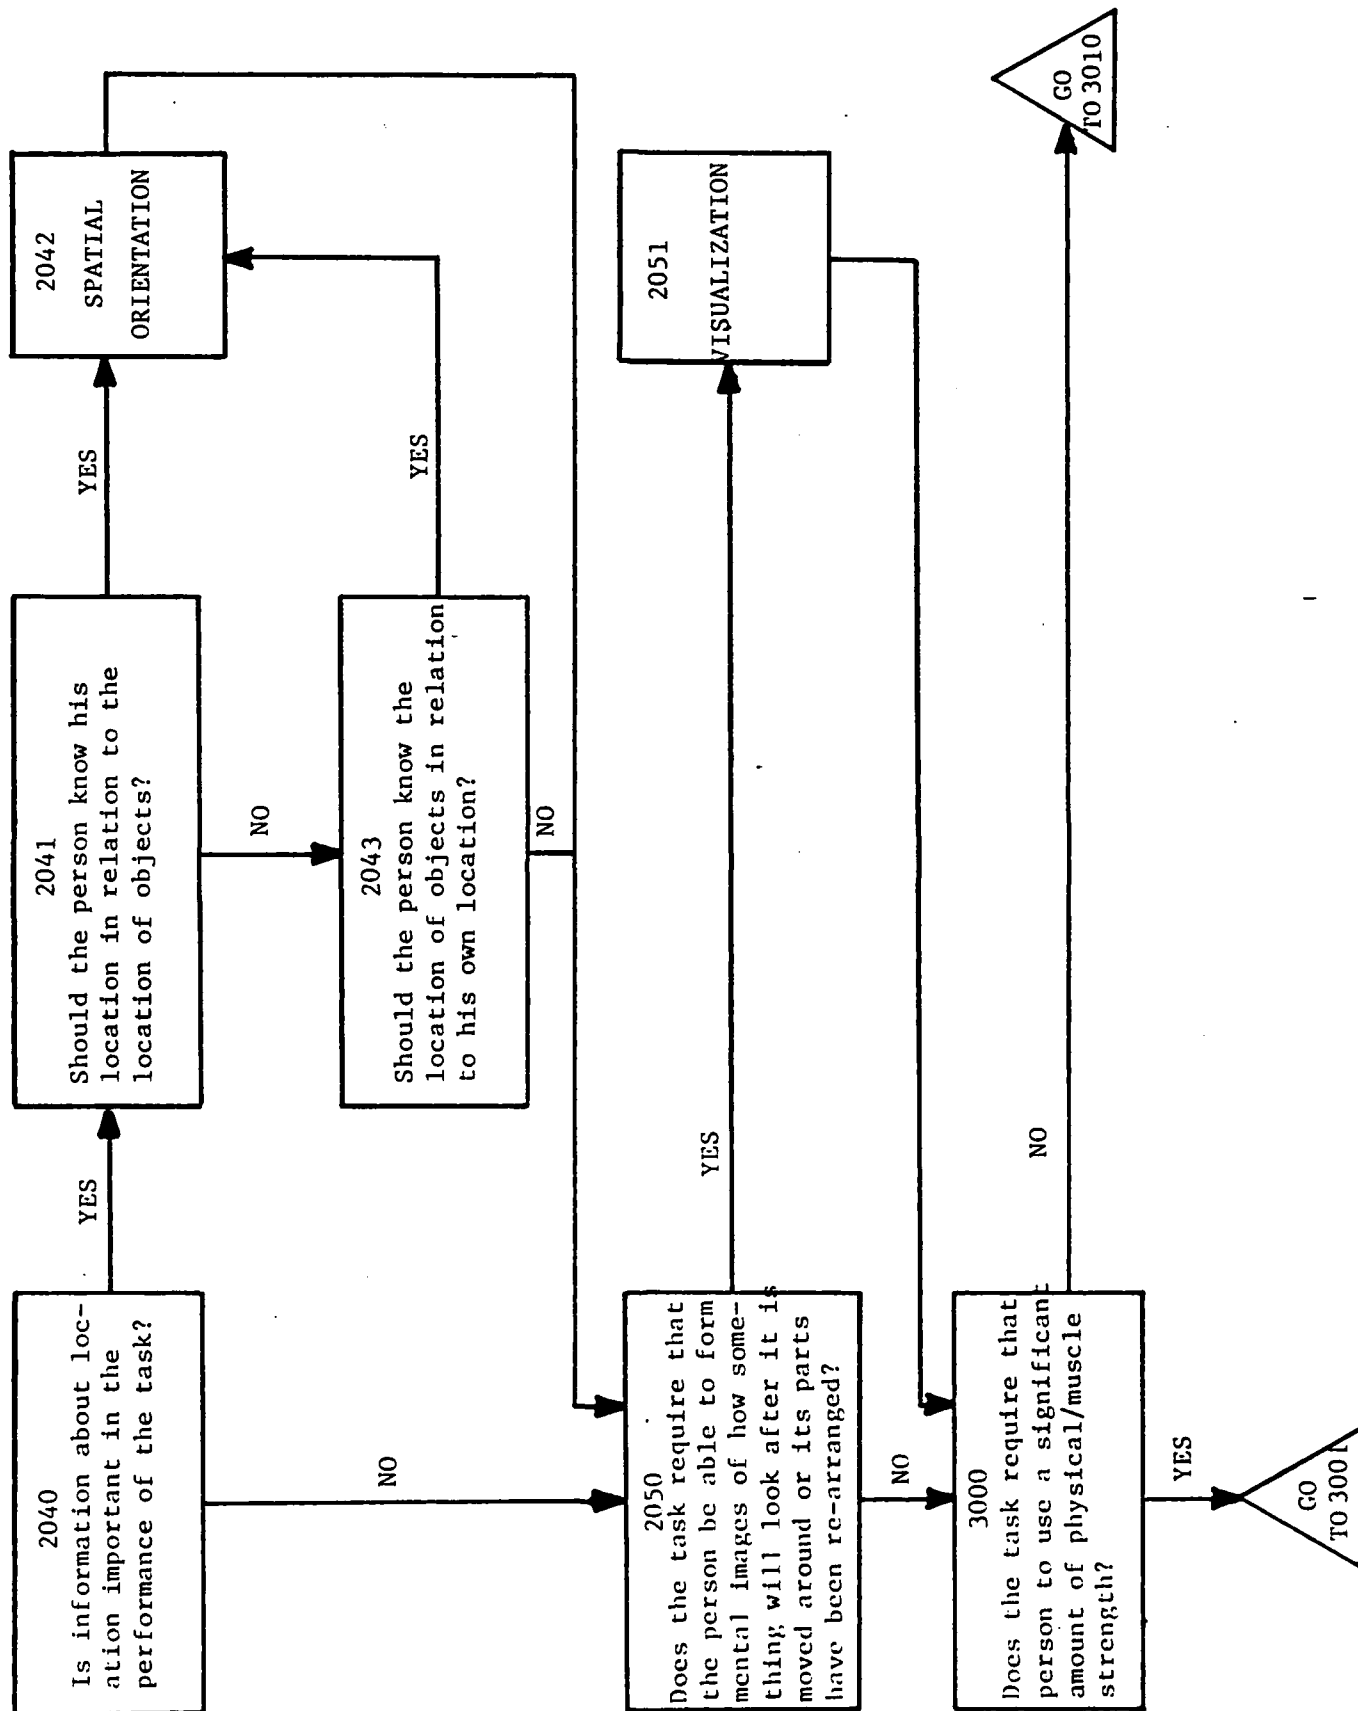 2040
Is information about loc-
ation important in the
performance of the task?
YES
NO
2041
Should the person know his
location in relation to the
location of objects?
YES
NO
2042
SPATIAL
ORIENTATION
2043
Should the person know the
location of objects in relation
to his own location?
YES
NO
2050
Does the task require that
the person be able to form
mental images of how some-
thing will look after it is
moved around or its parts
have been re-arranged?
YES
NO
2051
VISUALIZATION
3000
Does the task require that
person to use a significant
amount of physical/muscle
strength?
NO
YES
GO
TO 3010
GO
TO 3001